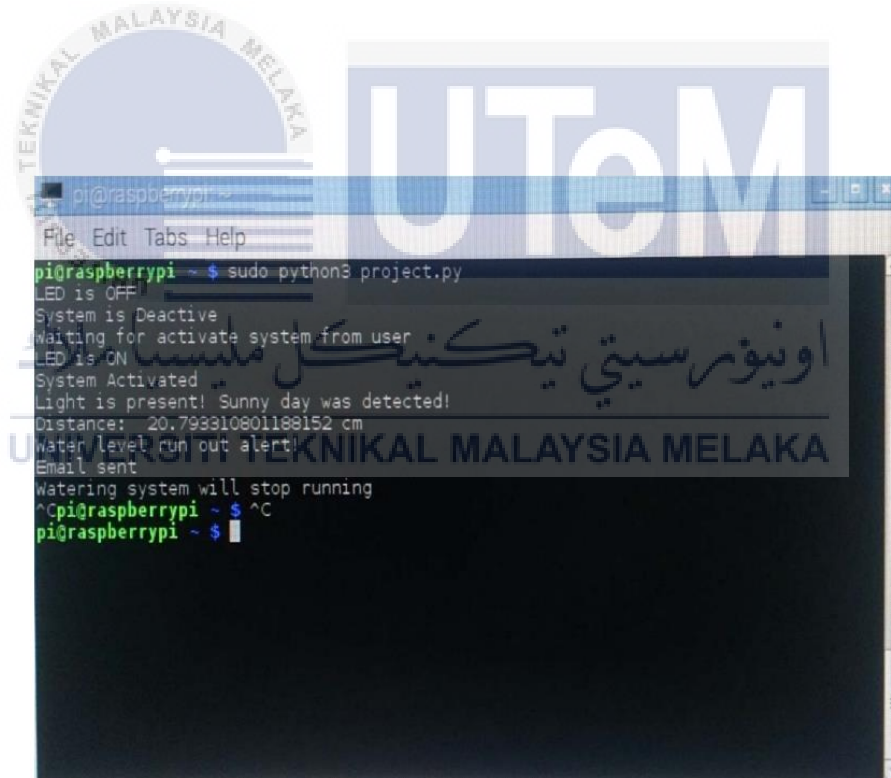 TEKNIKAL MALAYSIA MELAKA
UTeM
pi@raspberrypi: ~
File Edit Tabs Help
pi@raspberrypi ~ $ sudo python3 project.py
LED is OFF
System is Deactive
Waiting for activate system from user
LED is ON
System Activated
Light is present! Sunny day was detected!
اونيۏرسيتي تيكنيكل مليسيا ملاك
Distance: 20.793310801188152 cm
UNIVERSITI TEKNIKAL MALAYSIA MELAKA
Water level run out alert!
Email sent
Watering system will stop running
^Cpi@raspberrypi ~ $ ^C
pi@raspberrypi ~ $